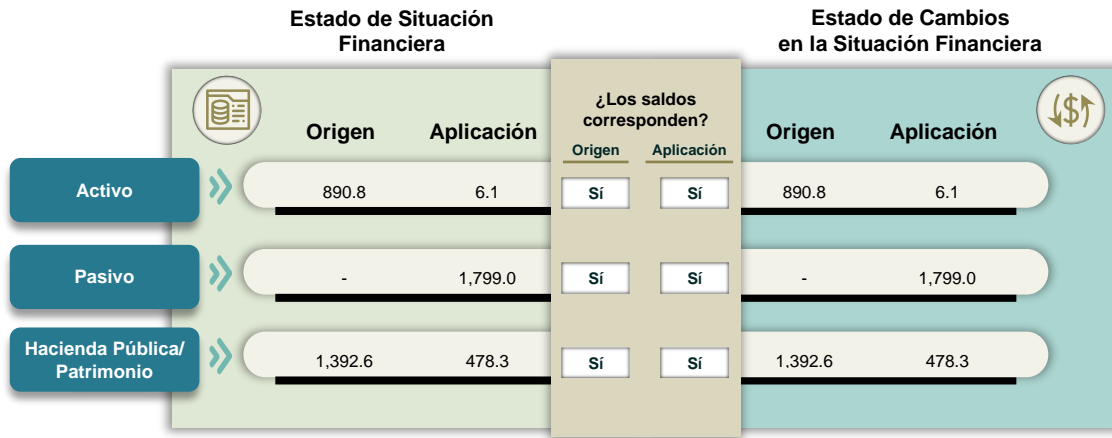 Estado de Situación
Financiera
Estado de Cambios
en la Situación Financiera
¿Los saldos
corresponden?
Origen Aplicación
Origen Aplicación
Origen Aplicación
Activo
890.8 6.1 Sí Sí 890.8 6.1
Pasivo
- 1,799.0 Sí Sí - 1,799.0
Hacienda Pública/
Patrimonio
1,392.6 478.3 Sí Sí 1,392.6 478.3